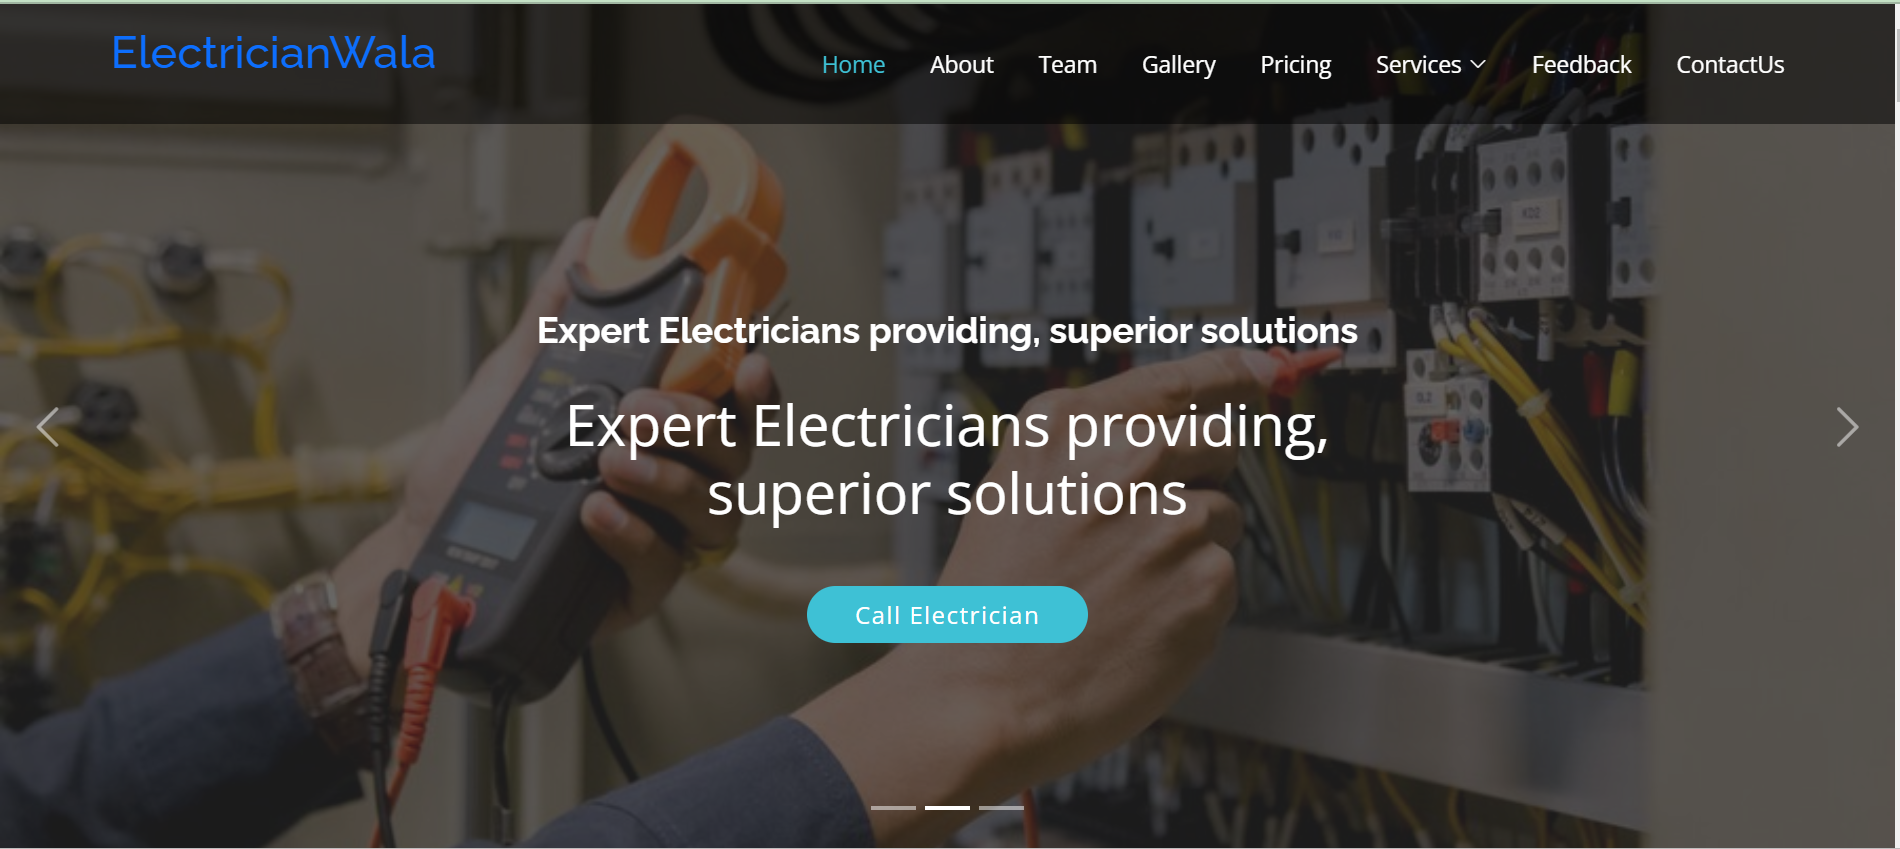 ElectricianWala
Home About Team Gallery Pricing Services Feedback ContactUs
Expert Electricians providing, superior solutions
Expert Electricians providing,
superior solutions
Call Electrician